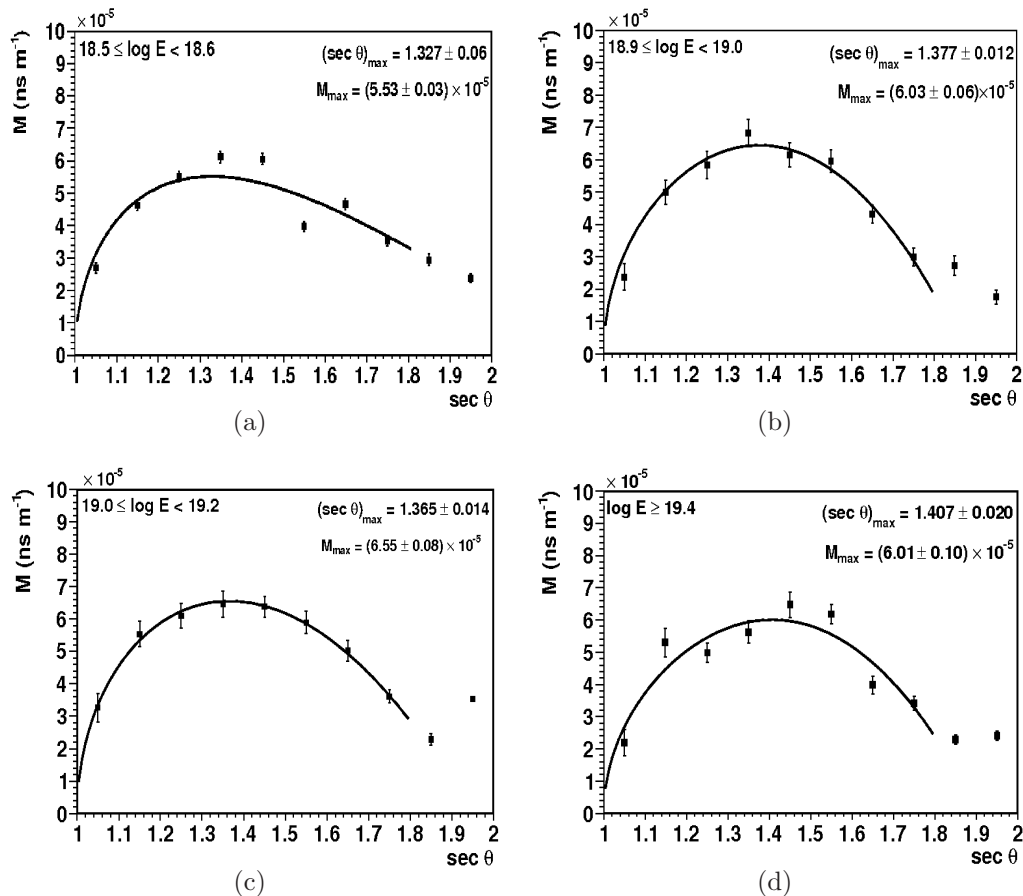 × 10⁻⁵
10
9
8
7
6
5
4
3
2
1
0
M (ns m⁻¹)
18.5 ≤ log E < 18.6
(sec θ)max = 1.327 ± 0.06
Mmax = (5.53 ± 0.03) × 10⁻⁵
1 1.1 1.2 1.3 1.4 1.5 1.6 1.7 1.8 1.9 2
sec θ
(a)
× 10⁻⁵
10
9
8
7
6
5
4
3
2
1
0
M (ns m⁻¹)
18.9 ≤ log E < 19.0
(sec θ)max = 1.377 ± 0.012
Mmax = (6.03 ± 0.06)×10⁻⁵
1 1.1 1.2 1.3 1.4 1.5 1.6 1.7 1.8 1.9 2
sec θ
(b)
× 10⁻⁵
10
9
8
7
6
5
4
3
2
1
0
M (ns m⁻¹)
19.0 ≤ log E < 19.2
(sec θ)max = 1.365 ± 0.014
Mmax = (6.55 ± 0.08) × 10⁻⁵
1 1.1 1.2 1.3 1.4 1.5 1.6 1.7 1.8 1.9 2
sec θ
(c)
× 10⁻⁵
10
9
8
7
6
5
4
3
2
1
0
M (ns m⁻¹)
log E ≥ 19.4
(sec θ)max = 1.407 ± 0.020
Mmax = (6.01 ± 0.10) × 10⁻⁵
1 1.1 1.2 1.3 1.4 1.5 1.6 1.7 1.8 1.9 2
sec θ
(d)